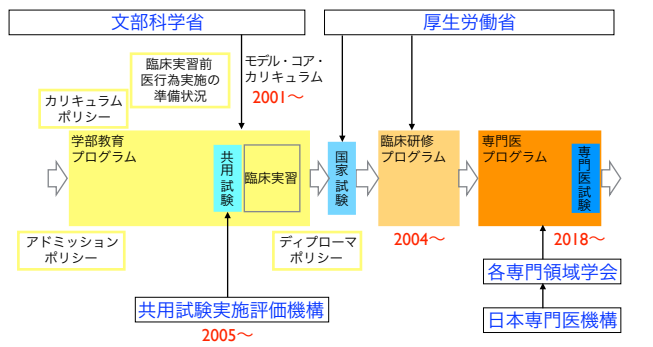 文部科学省
厚生労働省
臨床実習前
医行為実施の
準備状況
モデル・コア・
カリキュラム
2001〜
カリキュラム
ポリシー
学部教育
プログラム
共用試験
臨床実習
国家試験
臨床研修
プログラム
専門医
プログラム
専門医試験
アドミッション
ポリシー
ディプローマ
ポリシー
2004〜
2018〜
各専門領域学会
共用試験実施評価機構
日本専門医機構
2005〜